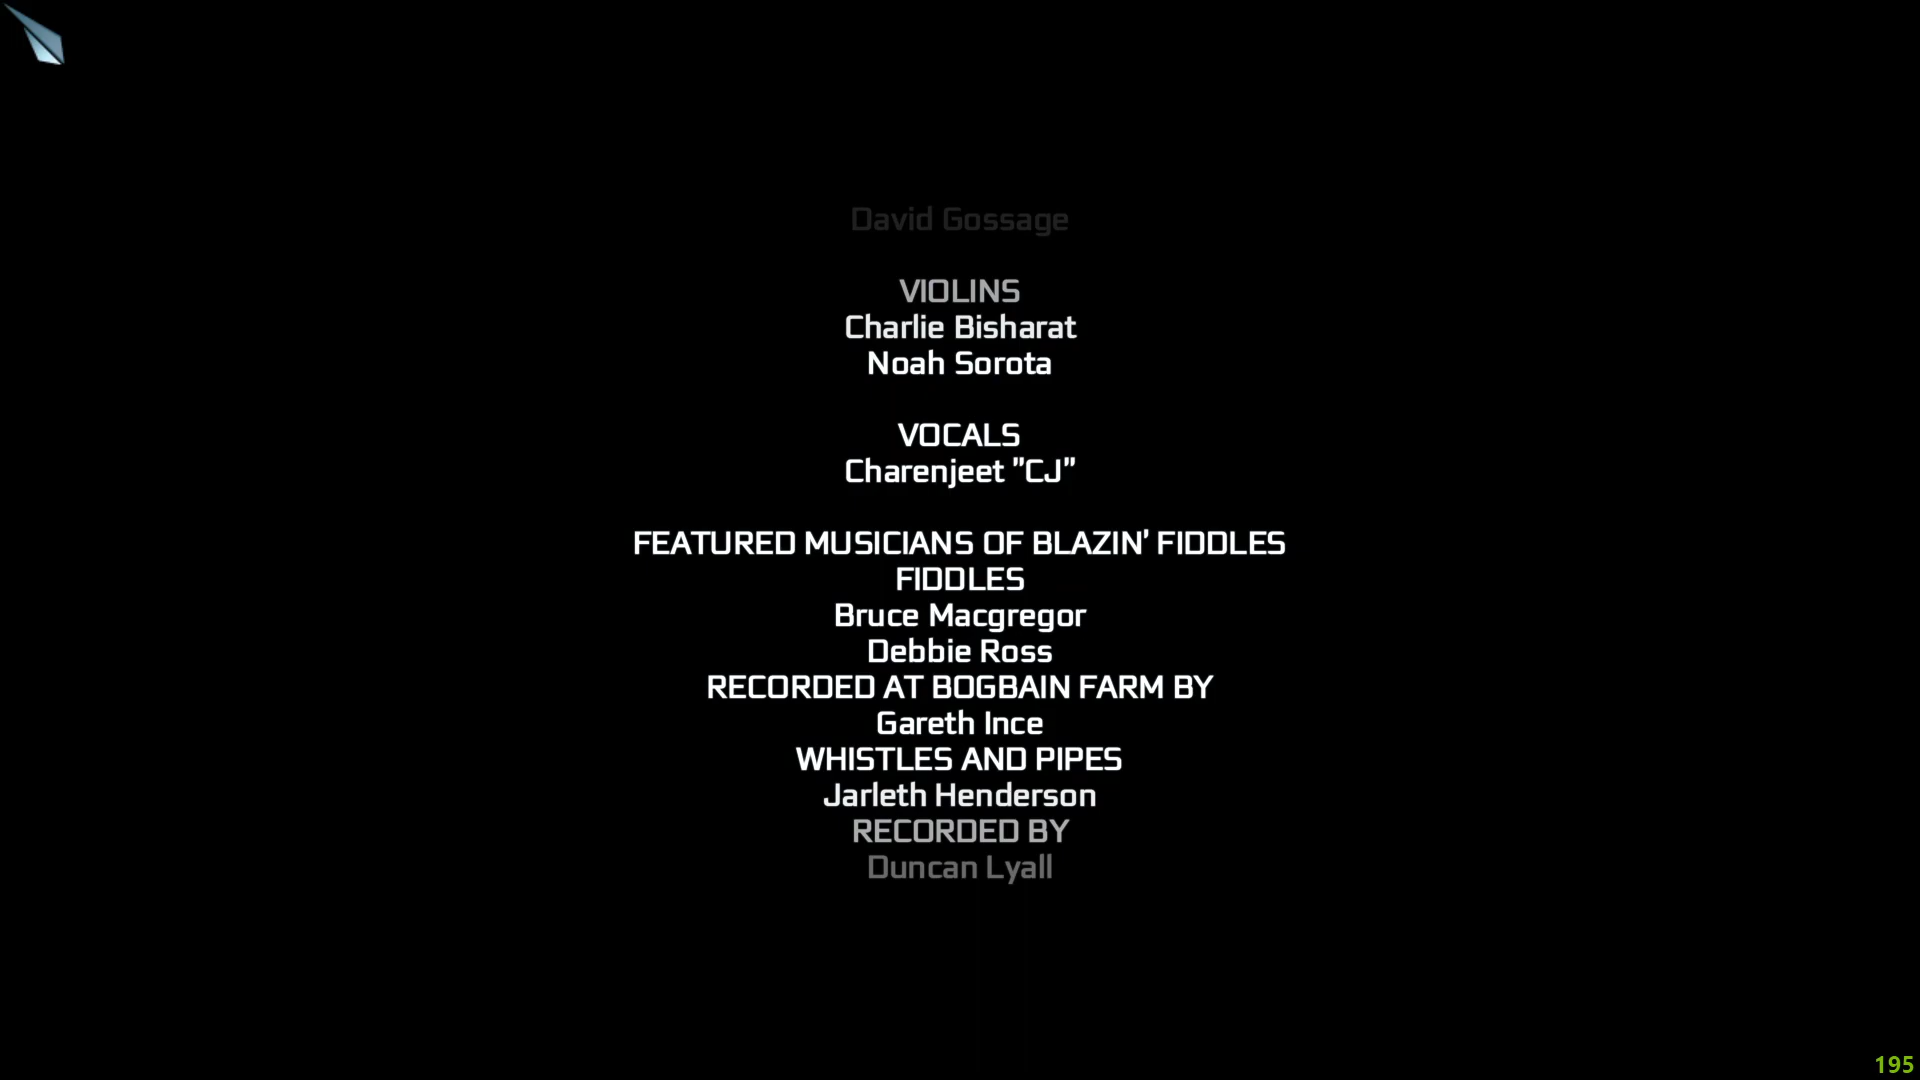 David Gossage
VIOLINS
Charlie Bisharat
Noah Sorota
VOCALS
Charenjeet "CJ"
FEATURED MUSICIANS OF BLAZIN' FIDDLES
FIDDLES
Bruce Macgregor
Debbie Ross
RECORDED AT BOGBAIN FARM BY
Gareth Ince
WHISTLES AND PIPES
Jarleth Henderson
RECORDED BY
Duncan Lyall
195